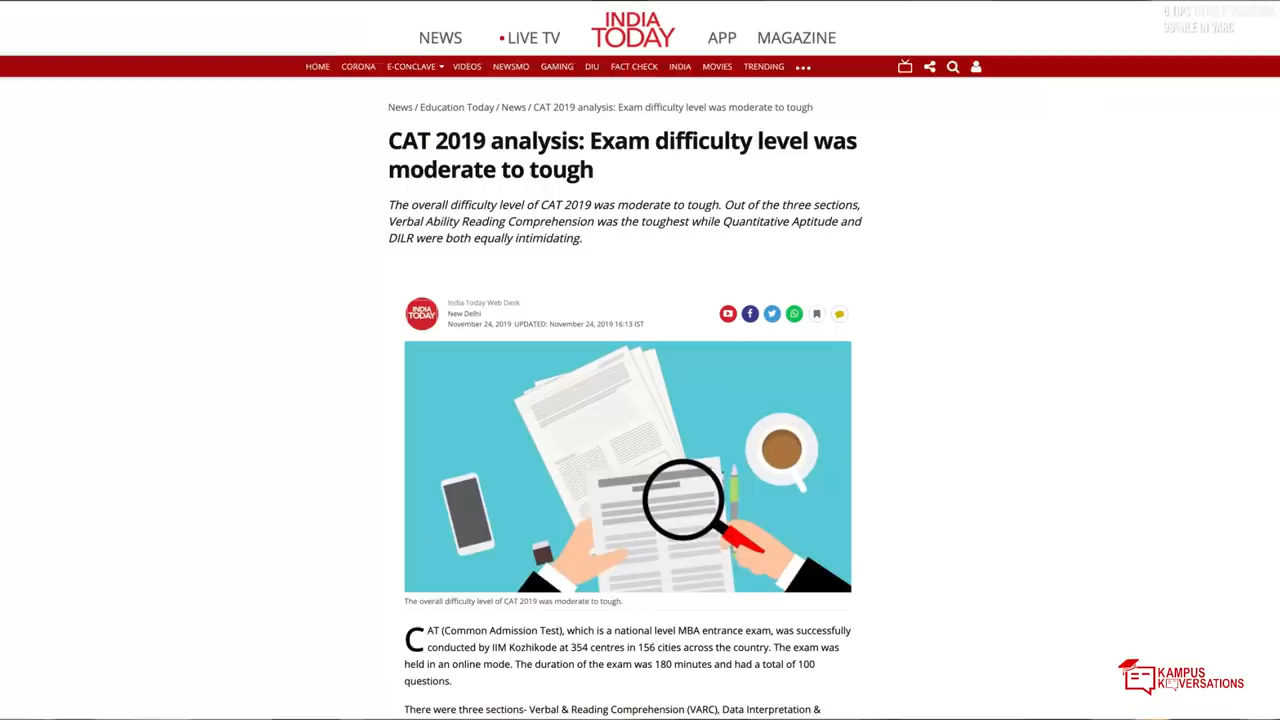 INDIA
TODAY
NEWS
LIVE TV
APP
MAGAZINE
HOME CORONA E-CONCLAVE VIDEOS NEWSMO GAMING DIU FACT CHECK INDIA MOVIES TRENDING
99%ILE IN VARC
News / Education Today / News / CAT 2019 analysis: Exam difficulty level was moderate to tough
CAT 2019 analysis: Exam difficulty level was
moderate to tough
The overall difficulty level of CAT 2019 was moderate to tough. Out of the three sections,
Verbal Ability Reading Comprehension was the toughest while Quantitative Aptitude and
DILR were both equally intimidating.
INDIA
TODAY
India Today Web Desk
New Delhi
November 24, 2019 UPDATED: November 24, 2019 16:13 IST
The overall difficulty level of CAT 2019 was moderate to tough.
CAT (Common Admission Test), which is a national level MBA entrance exam, was successfully
conducted by IIM Kozhikode at 354 centres in 156 cities across the country. The exam was
held in an online mode. The duration of the exam was 180 minutes and had a total of 100
questions.
There were three sections- Verbal & Reading Comprehension (VARC), Data Interpretation &
KAMPUS
KONVERSATIONS